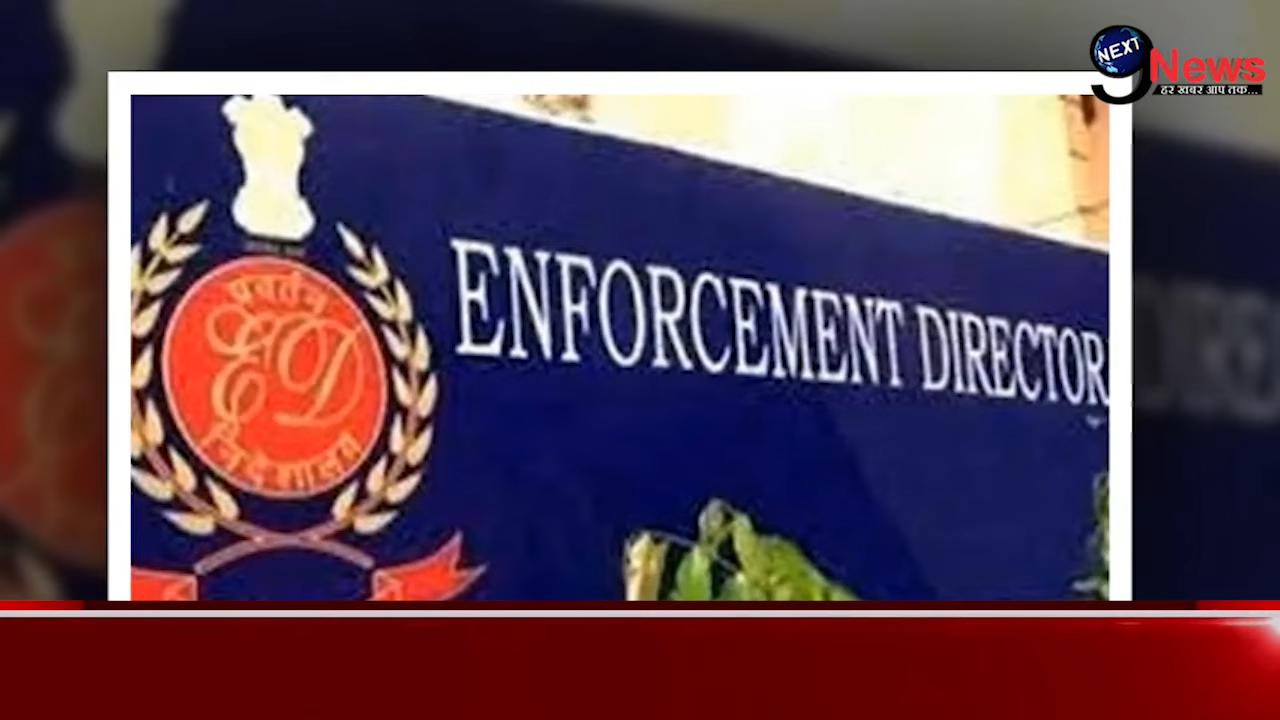 NEXT
9 News
हर खबर आप तक...
ENFORCEMENT DIRECTOR
प्रवर्तन
ED
निदेशालय